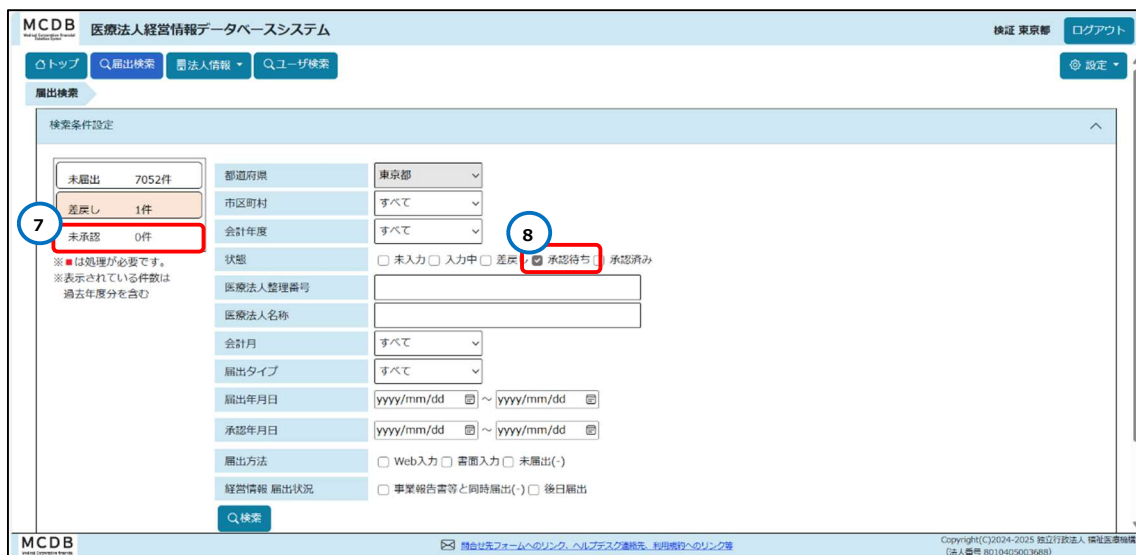 MCDB 医療法人経営情報データベースシステム 検証 東京都 ログアウト
トップ 届出検索 法人情報 ユーザ検索 設定
届出検索
検索条件設定
未届出 7052件
差戻し 1件
7
未承認 0件
※■は処理が必要です。
※表示されている件数は
過去年度分を含む
都道府県 東京都
市区町村 すべて
会計年度 すべて
8
状態 未入力 入力中 差戻し 承認待ち 承認済み
医療法人整理番号
医療法人名称
会計月 すべて
届出タイプ すべて
届出年月日 yyyy/mm/dd ~ yyyy/mm/dd
承認年月日 yyyy/mm/dd ~ yyyy/mm/dd
届出方法 Web入力 書面入力 未届出(-)
経営情報 届出状況 事業報告書等と同時届出(-) 後日届出
検索
MCDB
問合せ先フォームへのリンク、ヘルプデスク連絡先、利用規約へのリンク等
Copyright(C)2024-2025 独立行政法人 福祉医療機構
(法人番号 8010405003688)